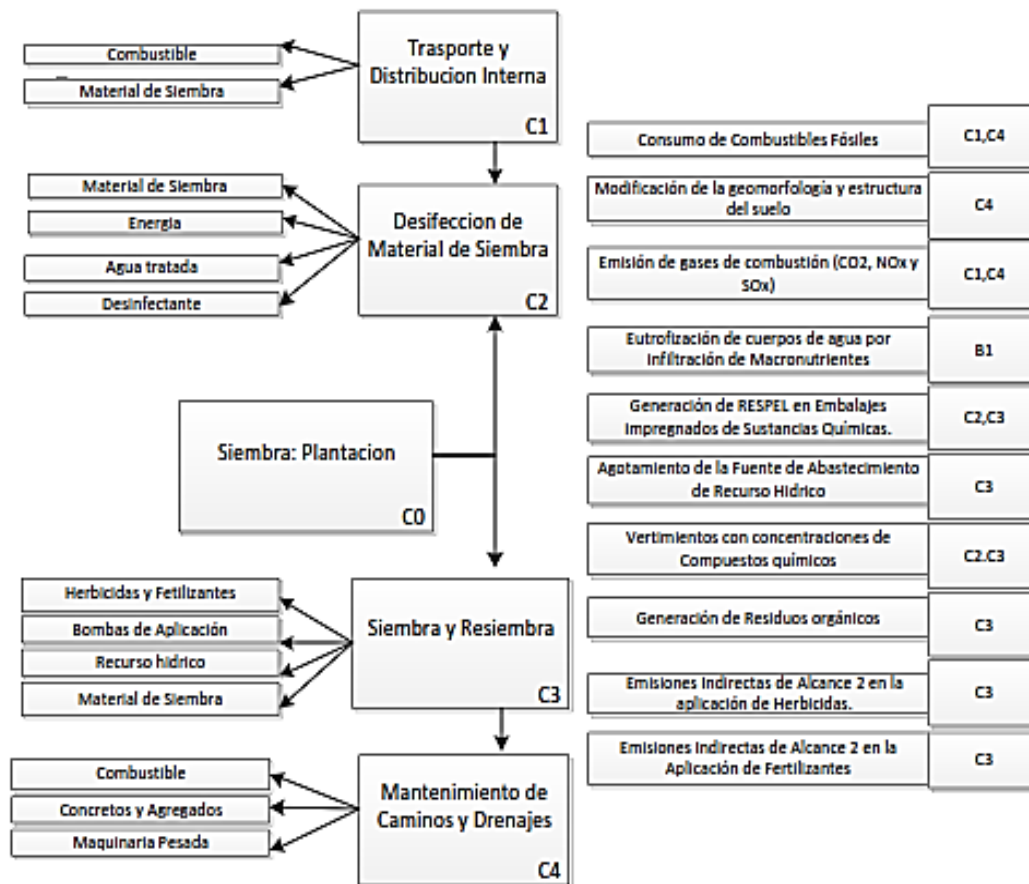 Combustible
Material de Siembra
Trasporte y
Distribucion Interna
C1
Material de Siembra
Energia
Agua tratada
Desinfectante
Desifeccion de
Material de Siembra
C2
Siembra: Plantacion
C0
Herbicidas y Fetilizantes
Bombas de Aplicación
Recurso hidrico
Material de Siembra
Siembra y Resiembra
C3
Combustible
Concretos y Agregados
Maquinaria Pesada
Mantenimiento de
Caminos y Drenajes
C4
Consumo de Combustibles Fósiles
C1,C4
Modificación de la geomorfología y estructura
del suelo
C4
Emisión de gases de combustión (CO2, NOx y
SOx)
C1,C4
Eutrofización de cuerpos de agua por
Infiltración de Macronutrientes
B1
Generación de RESPEL en Embalajes
Impregnados de Sustancias Químicas.
C2,C3
Agotamiento de la Fuente de Abastecimiento
de Recurso Hidrico
C3
Vertimientos con concentraciones de
Compuestos químicos
C2.C3
Generación de Residuos orgánicos
C3
Emisiones Indirectas de Alcance 2 en la
aplicación de Herbicidas.
C3
Emisiones Indirectas de Alcance 2 en la
Aplicación de Fertilizantes
C3